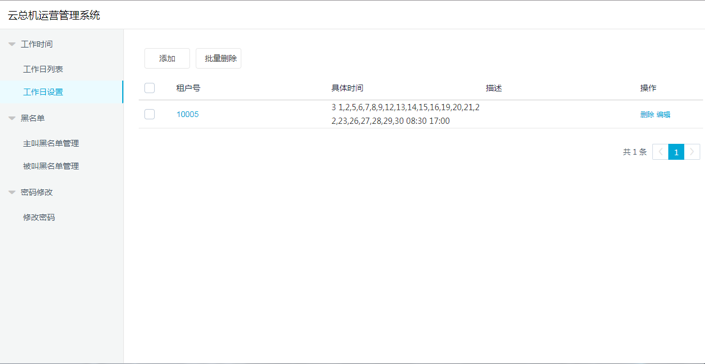 云总机运营管理系统
工作时间
工作日列表
工作日设置
黑名单
主叫黑名单管理
被叫黑名单管理
密码修改
修改密码
添加 批量删除
租户号 具体时间 描述 操作
10005 3 1,2,5,6,7,8,9,12,13,14,15,16,19,20,21,2 删除 编辑
2,23,26,27,28,29,30 08:30 17:00
共 1 条 1